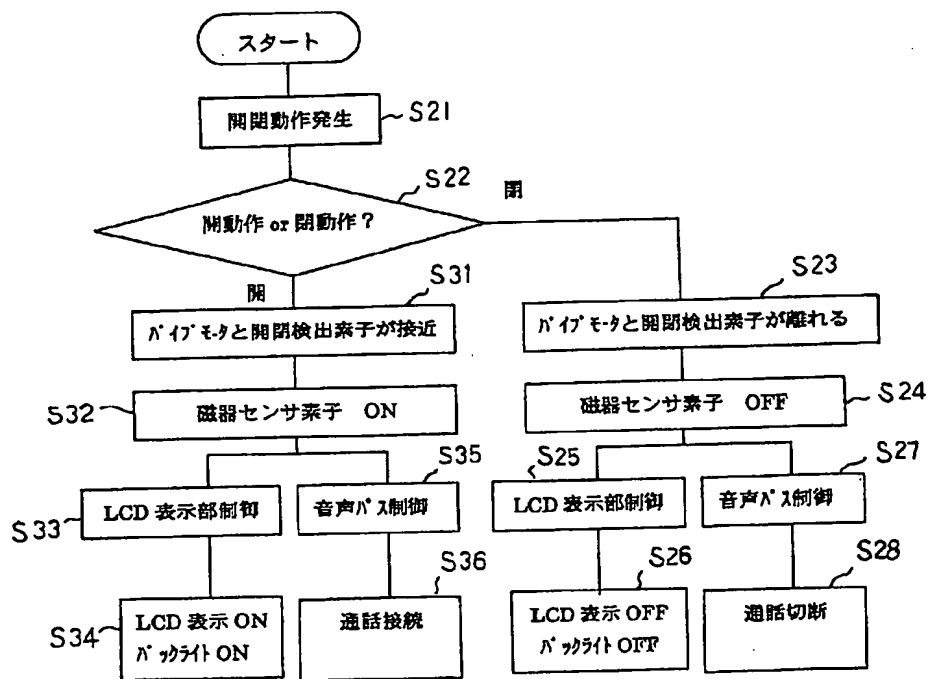 スタート
開閉動作発生
S21
S22
閉
開動作 or 閉動作？
開
S31
S23
バイブモータと開閉検出素子が接近
バイブモータと開閉検出素子が離れる
S32
磁器センサ素子 ON
磁器センサ素子 OFF
S24
S35
S25
S27
S33
LCD 表示部制御
音声パス制御
LCD 表示部制御
音声パス制御
S36
S26
S28
S34
LCD 表示 ON
バックライト ON
通話接続
LCD 表示 OFF
バックライト OFF
通話切断